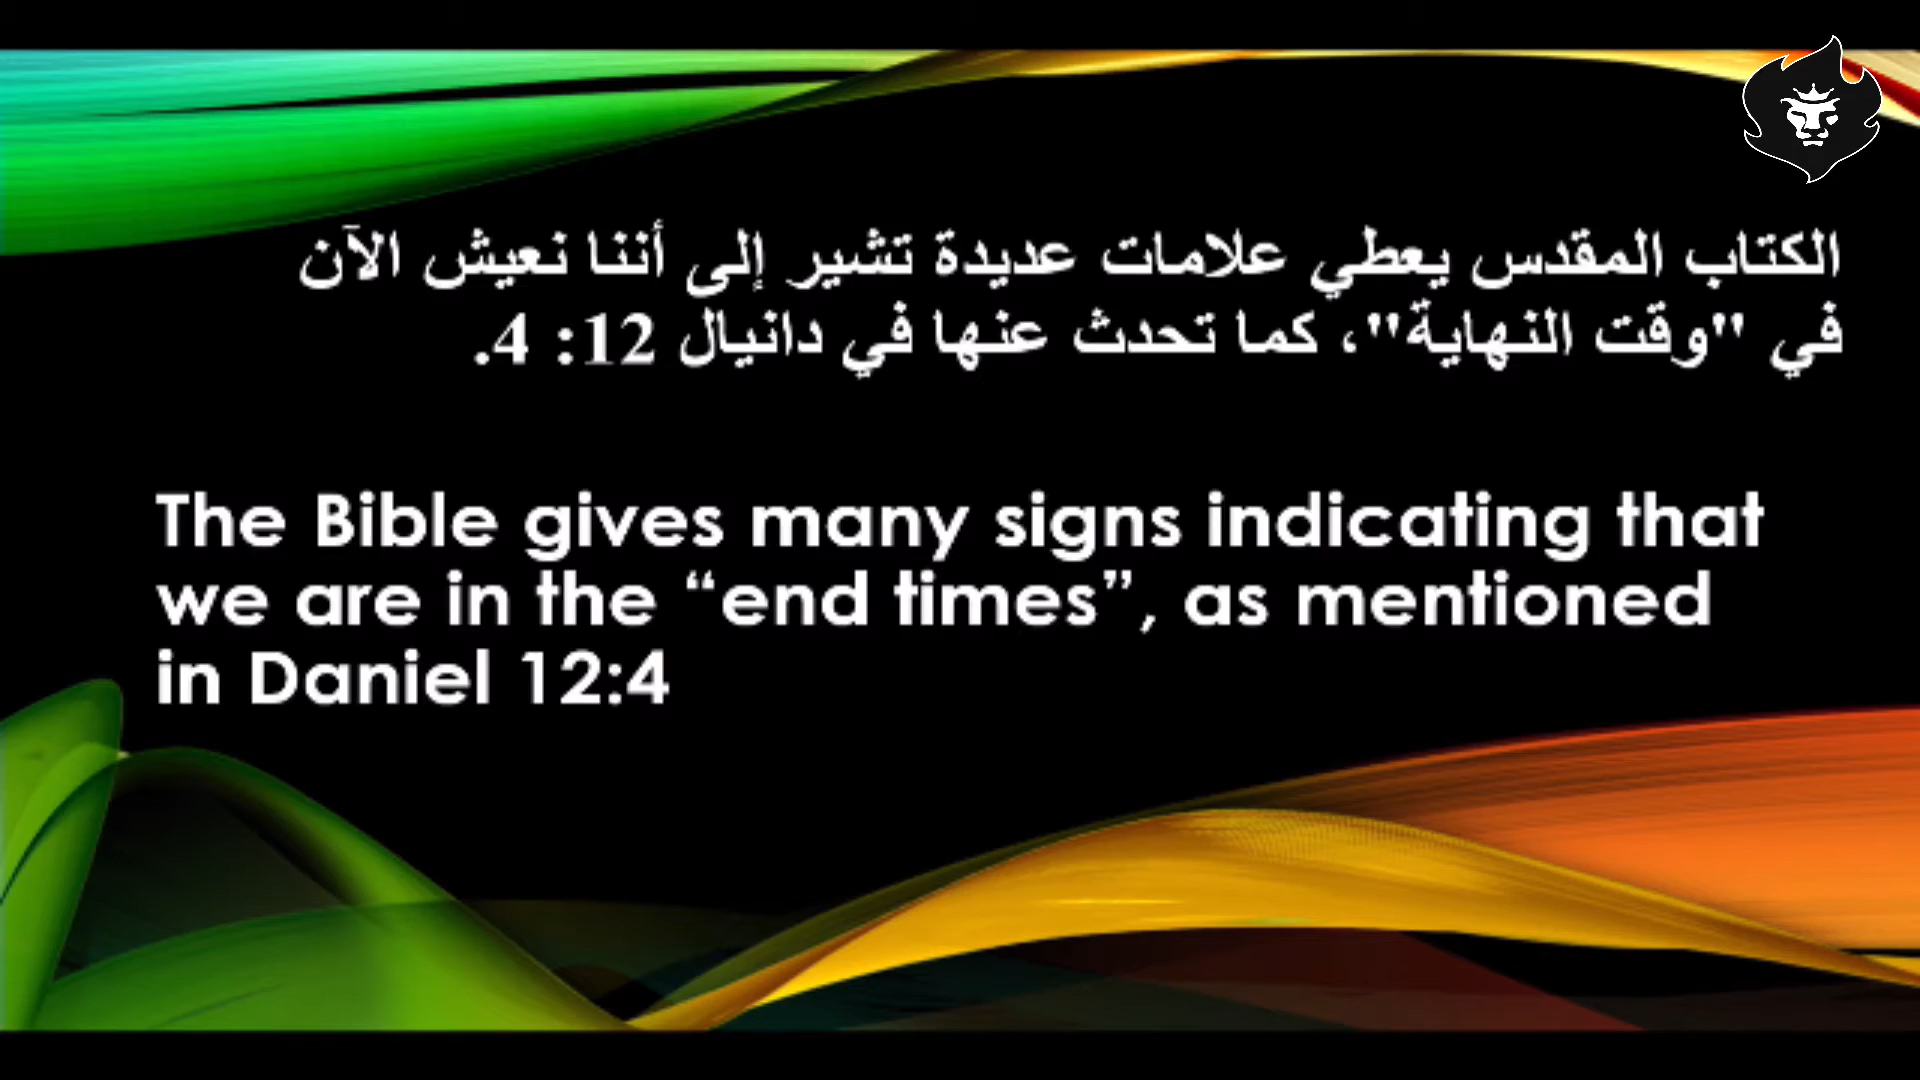 الكتاب المقدس يعطي علامات عديدة تشير إلى أننا نعيش الآن
في "وقت النهاية"، كما تحدث عنها في دانيال 12: 4.
The Bible gives many signs indicating that
we are in the “end times”, as mentioned
in Daniel 12:4